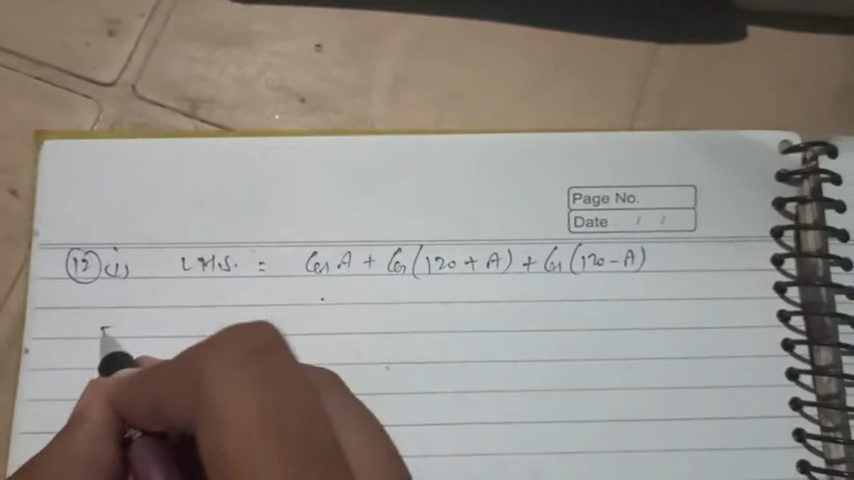 Page No.
Date / /
(12) (i) L.H.S. = Cos A + Cos (120 + A) + Cos (120 - A)